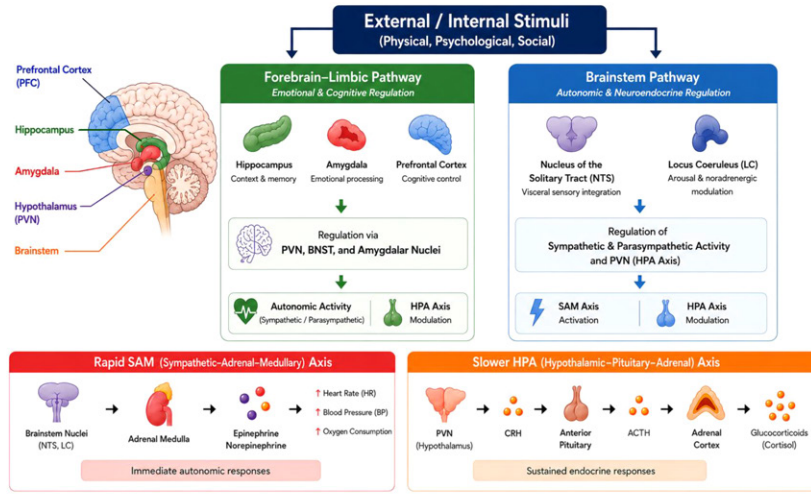 External / Internal Stimuli
(Physical, Psychological, Social)
Prefrontal Cortex
(PFC)
Hippocampus
Amygdala
Hypothalamus
(PVN)
Brainstem
Forebrain–Limbic Pathway
Emotional & Cognitive Regulation
Hippocampus
Context & memory
Amygdala
Emotional processing
Prefrontal Cortex
Cognitive control
Regulation via
PVN, BNST, and Amygdalar Nuclei
Autonomic Activity
(Sympathetic / Parasympathetic)
HPA Axis
Modulation
Brainstem Pathway
Autonomic & Neuroendocrine Regulation
Nucleus of the
Solitary Tract (NTS)
Visceral sensory integration
Locus Coeruleus (LC)
Arousal & noradrenergic
modulation
Regulation of
Sympathetic & Parasympathetic Activity
and PVN (HPA Axis)
SAM Axis
Activation
HPA Axis
Modulation
Rapid SAM (Sympathetic-Adrenal-Medullary) Axis
Brainstem Nuclei
(NTS, LC)
Adrenal Medulla
Epinephrine
Norepinephrine
↑ Heart Rate (HR)
↑ Blood Pressure (BP)
↑ Oxygen Consumption
Immediate autonomic responses
Slower HPA (Hypothalamic-Pituitary-Adrenal) Axis
PVN
(Hypothalamus)
CRH
Anterior
Pituitary
ACTH
Adrenal
Cortex
Glucocorticoids
(Cortisol)
Sustained endocrine responses